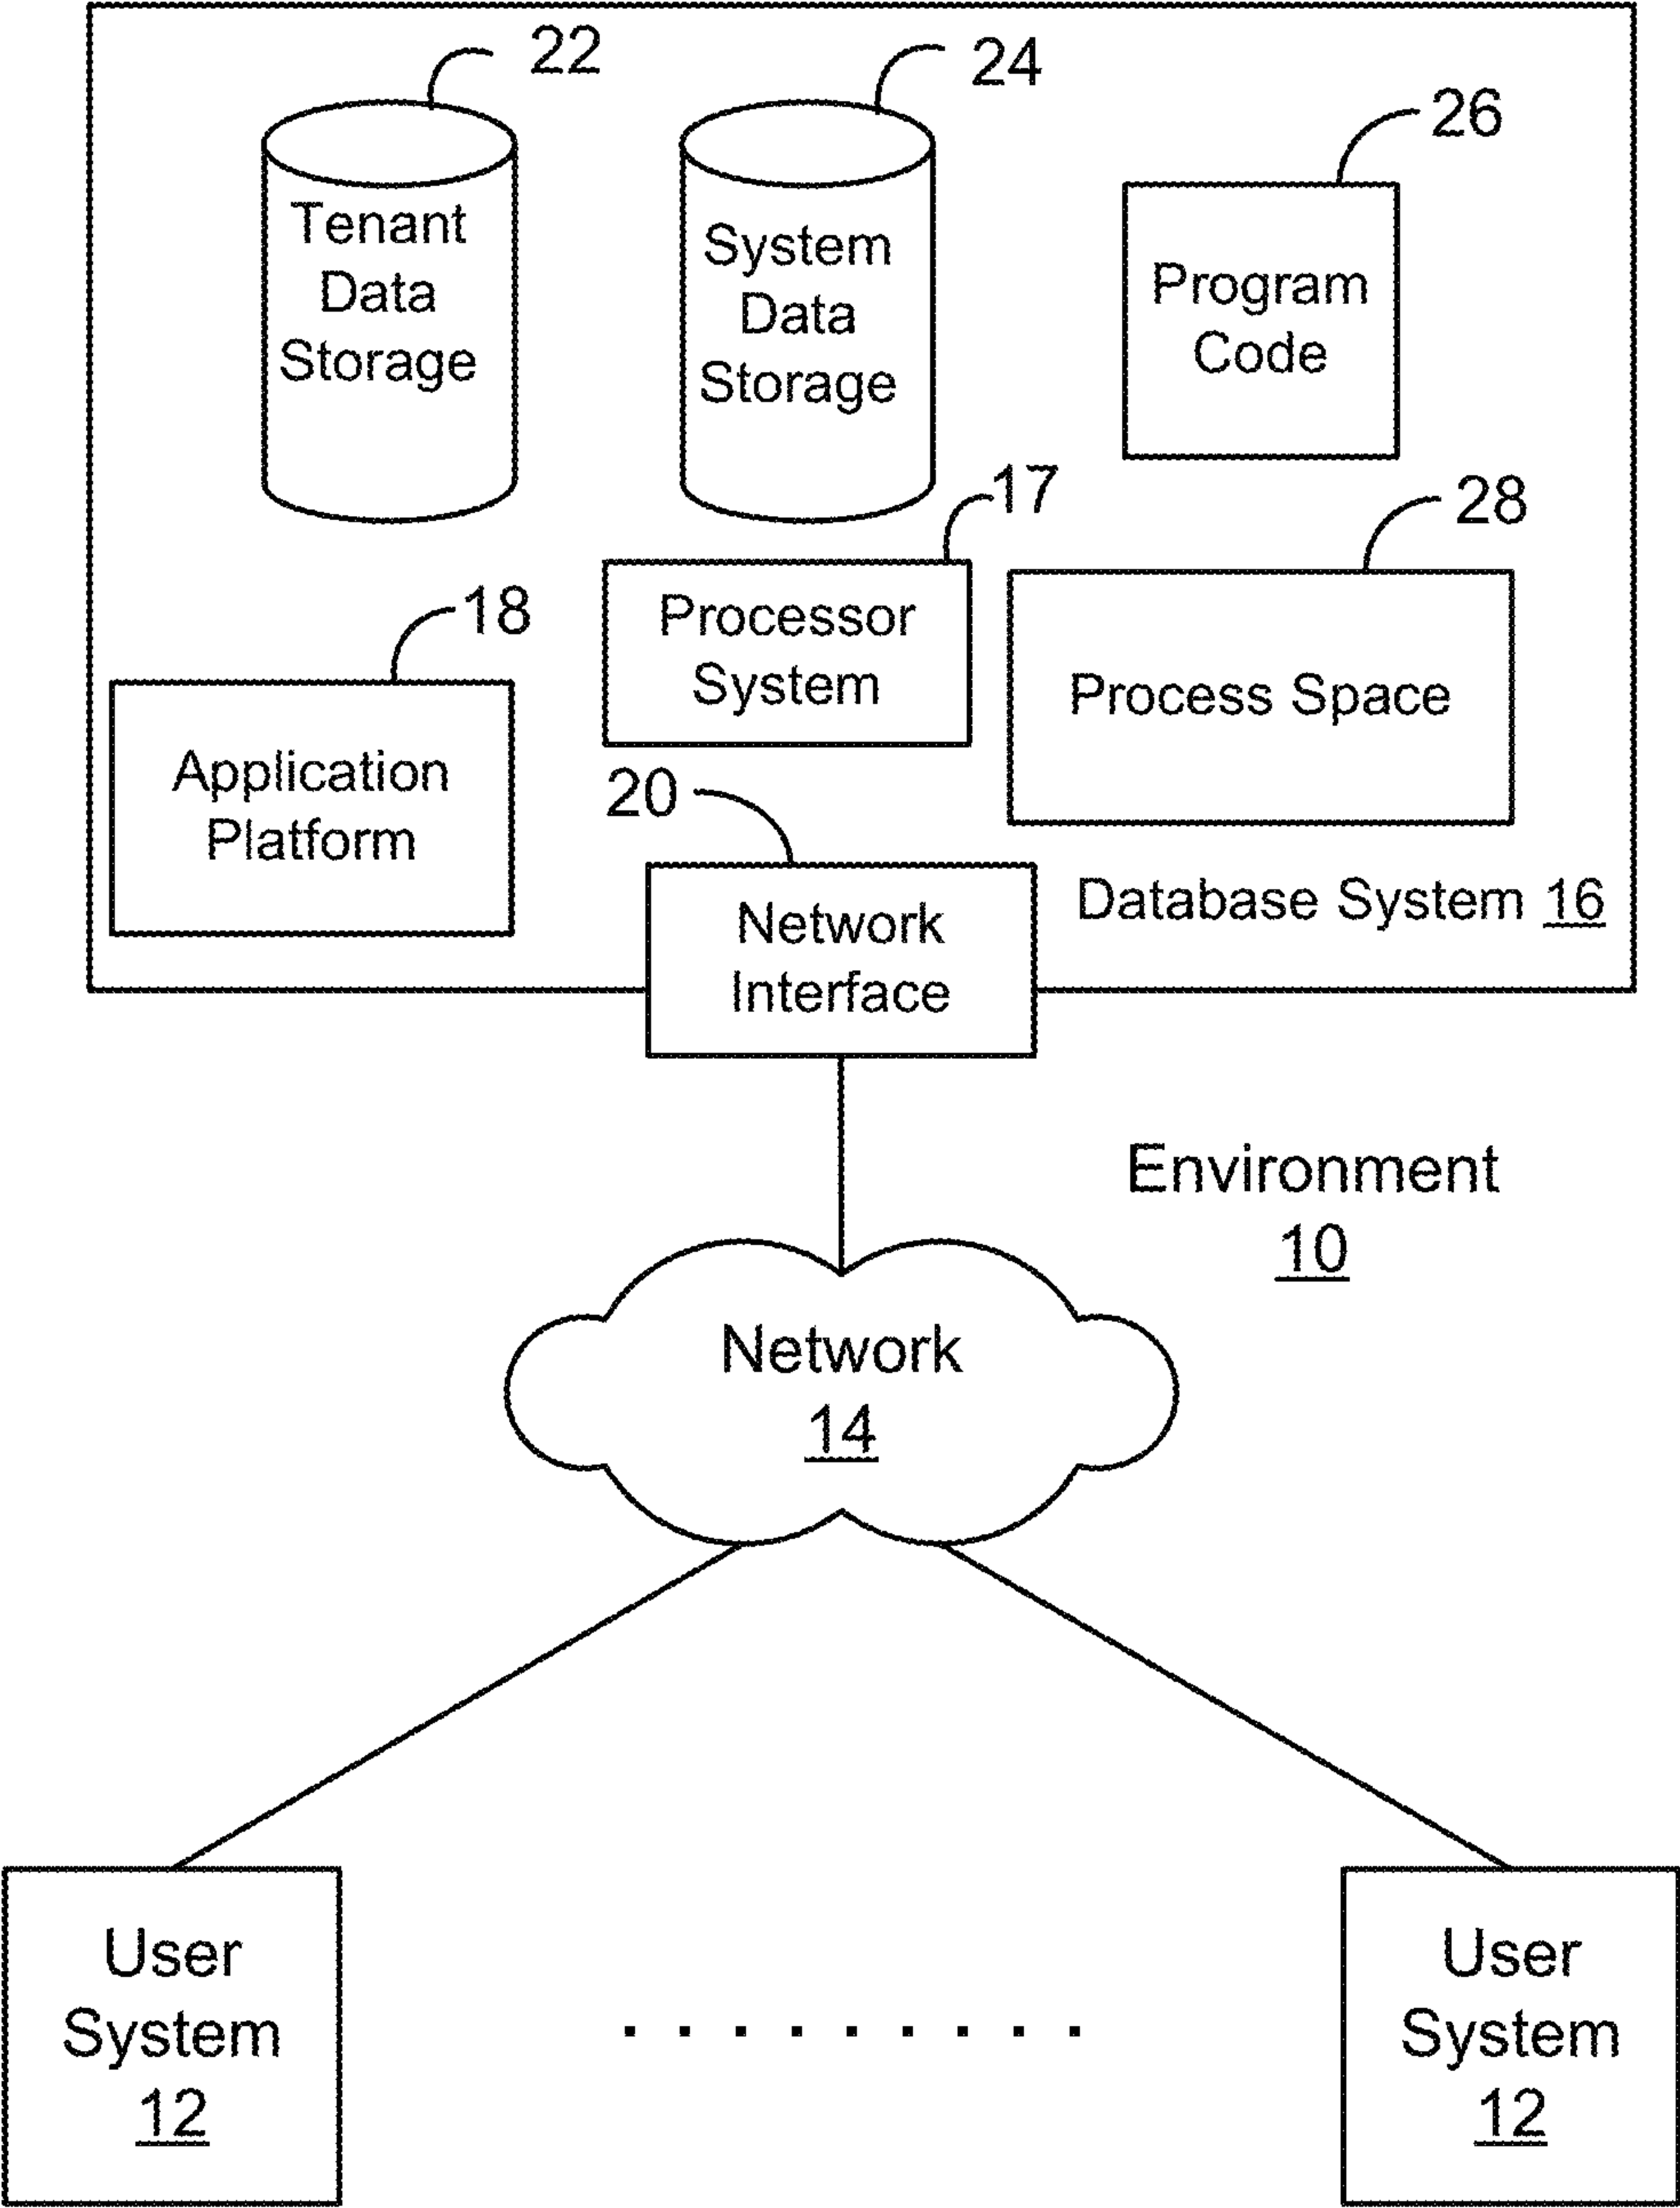 22
24
26
Tenant
Data
Storage
System
Data
Storage
Program
Code
17
28
18
Processor
System
Process Space
Application
Platform
20
Network
Interface
Database System 16
Environment
10
Network
14
User
System
12
User
System
12